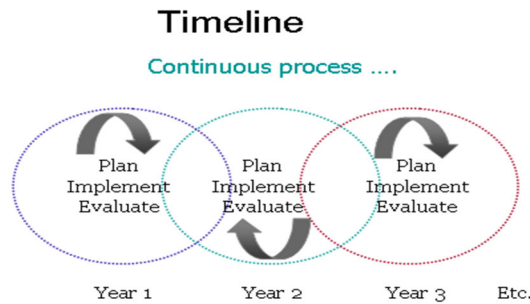 Timeline
Continuous process ....
Plan Plan Plan
Implement Implement Implement
Evaluate Evaluate Evaluate
Year 1 Year 2 Year 3 Etc.